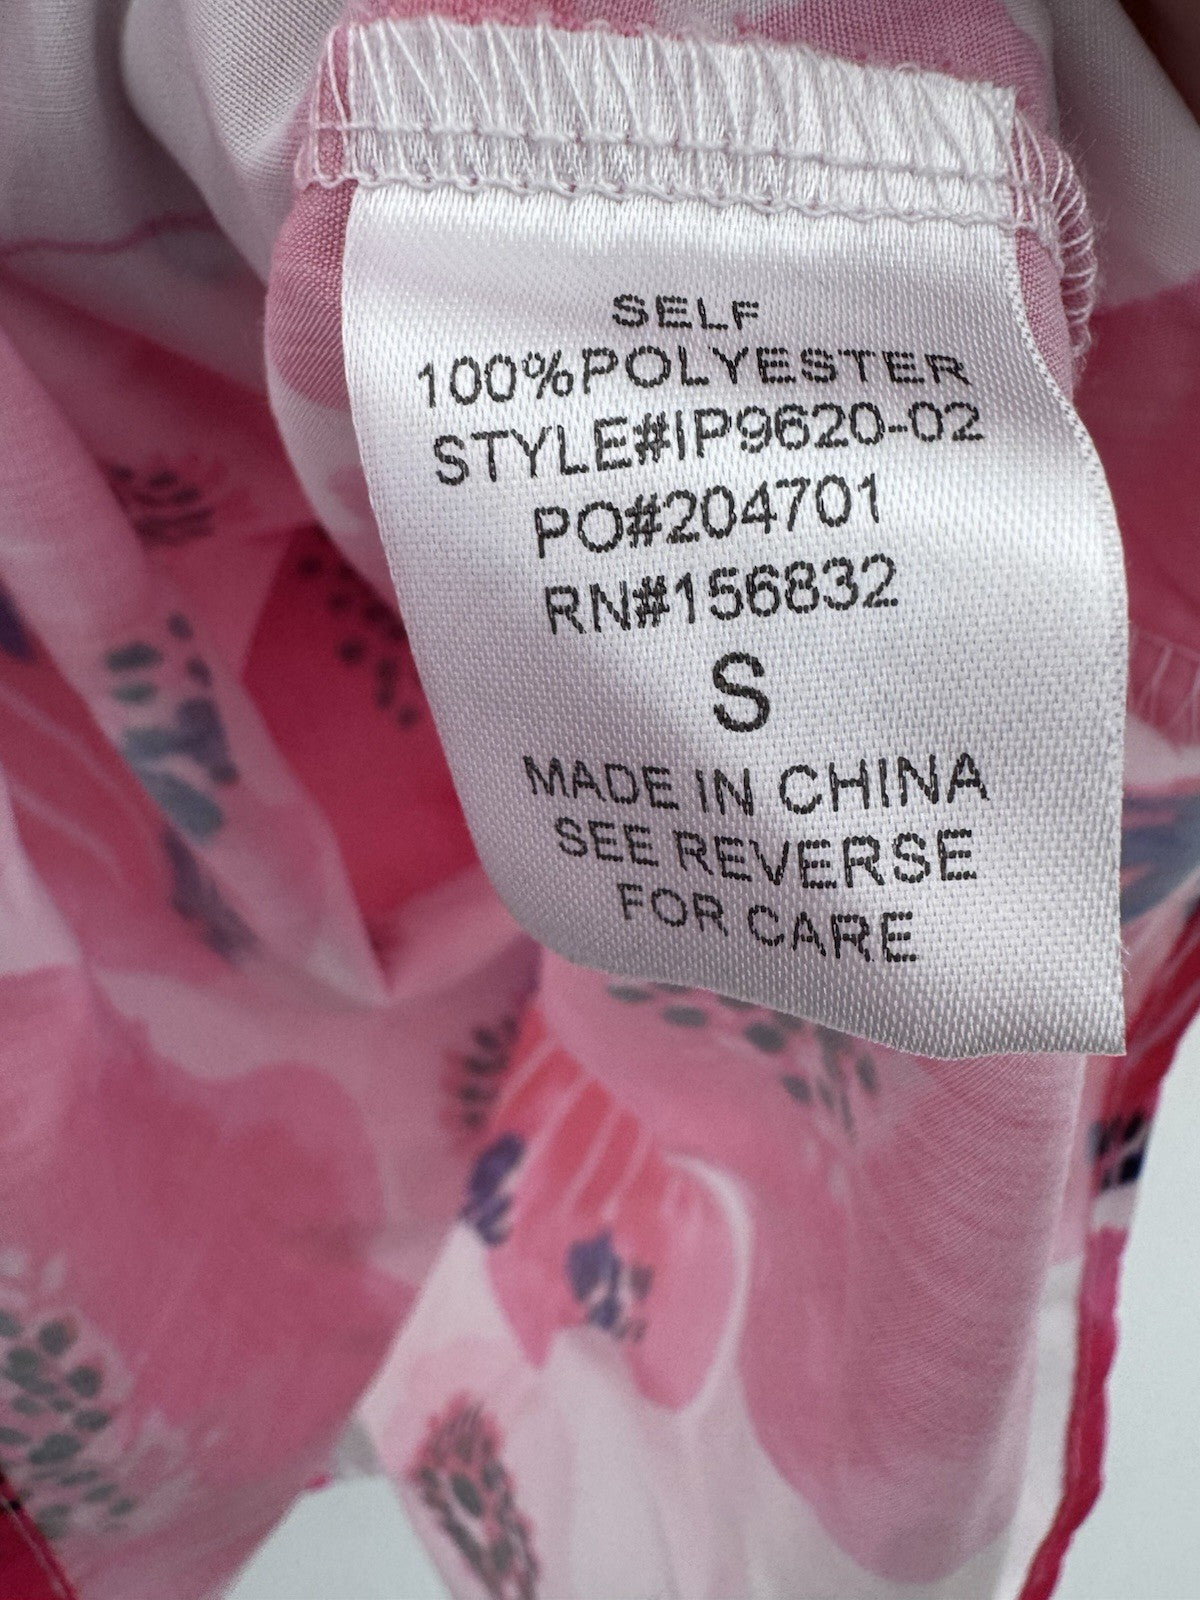 SELF
100%POLYESTER
STYLE#IP9620-02
PO#204701
RN#156832
S
MADE IN CHINA
SEE REVERSE
FOR CARE